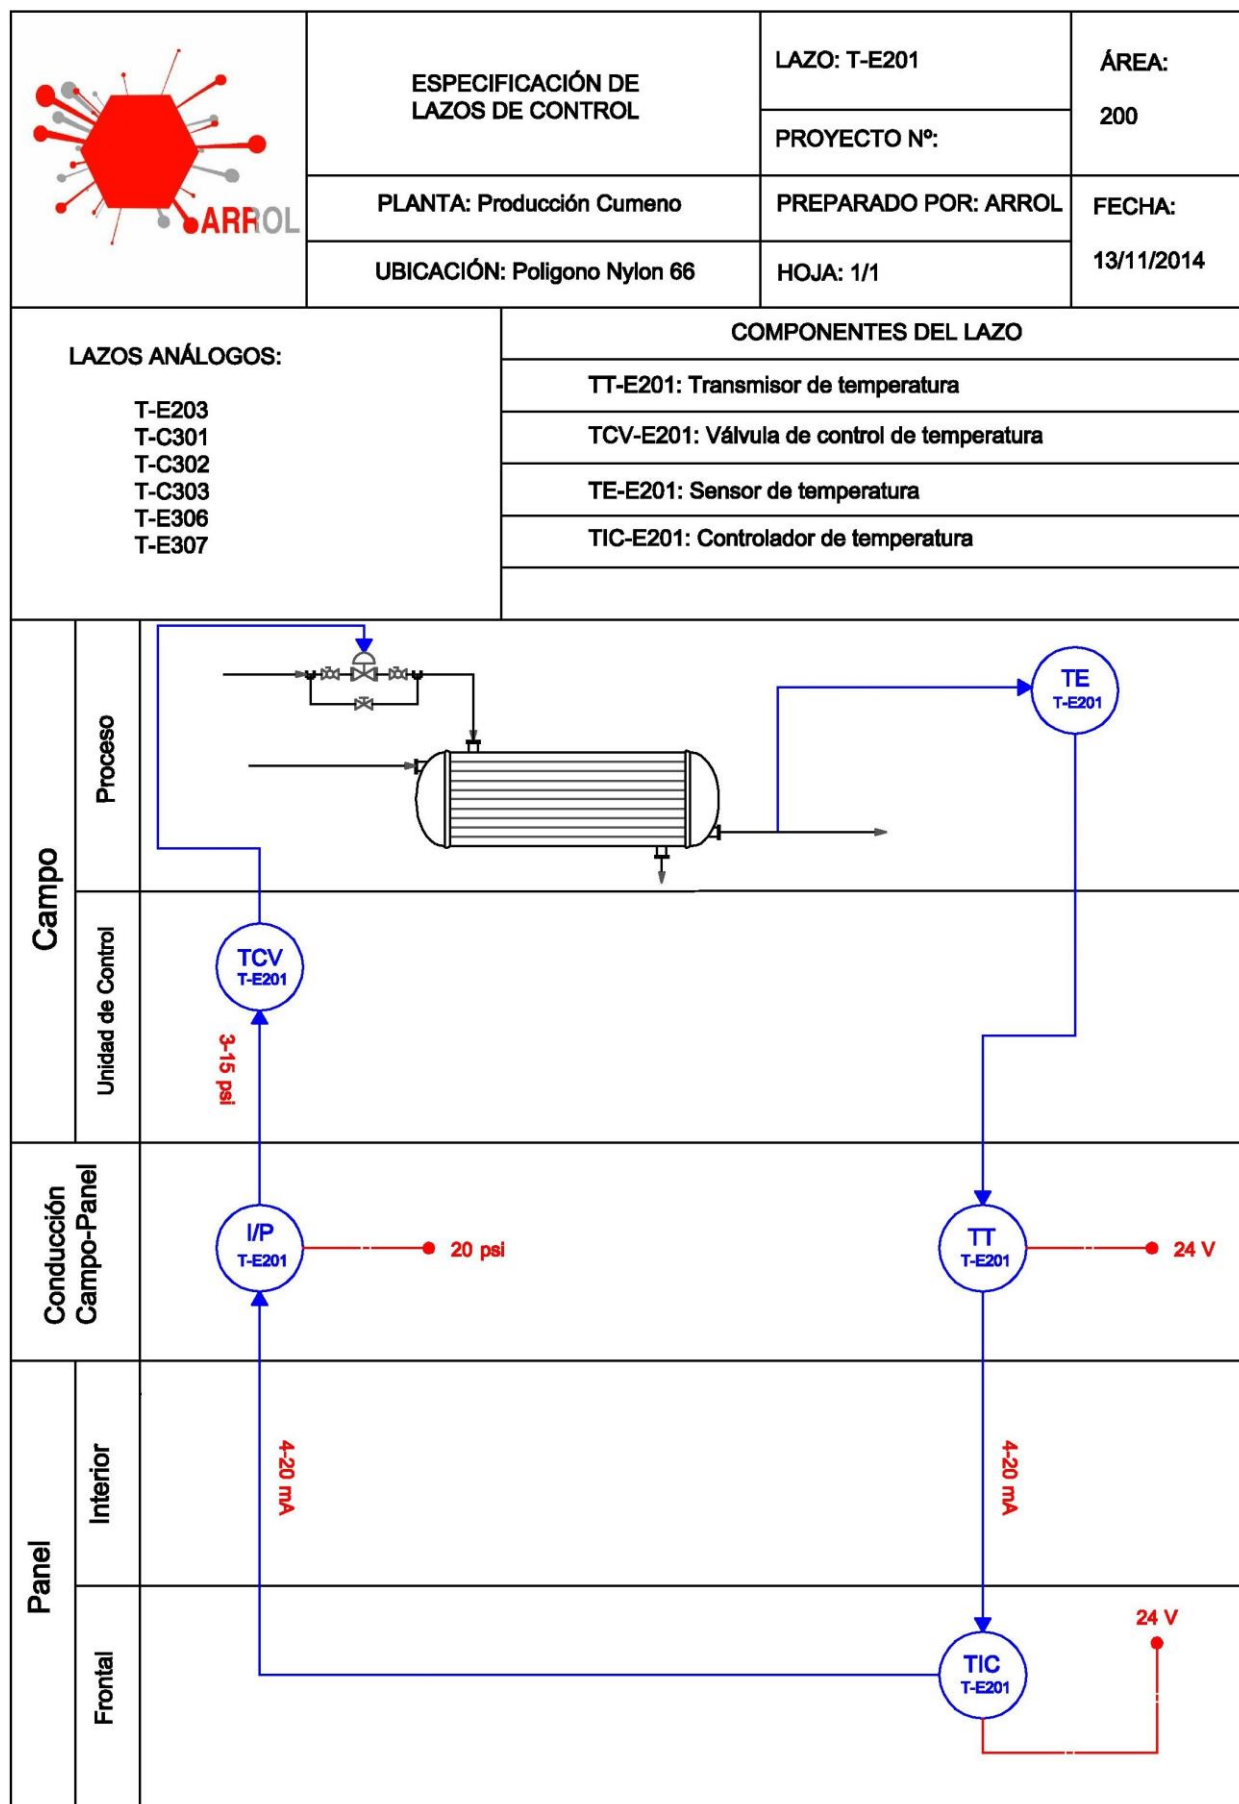 ARROL
ESPECIFICACIÓN DE
LAZOS DE CONTROL
LAZO: T-E201
PROYECTO Nº:
ÁREA:
200
PLANTA: Producción Cumeno
PREPARADO POR: ARROL
FECHA:
13/11/2014
UBICACIÓN: Poligono Nylon 66
HOJA: 1/1
LAZOS ANÁLOGOS:
T-E203
T-C301
T-C302
T-C303
T-E306
T-E307
COMPONENTES DEL LAZO
TT-E201: Transmisor de temperatura
TCV-E201: Válvula de control de temperatura
TE-E201: Sensor de temperatura
TIC-E201: Controlador de temperatura
Campo
Proceso
TE
T-E201
Unidad de Control
TCV
T-E201
3-15 psi
Conducción
Campo-Panel
I/P
T-E201
20 psi
TT
T-E201
24 V
Panel
Interior
4-20 mA
4-20 mA
Frontal
TIC
T-E201
24 V